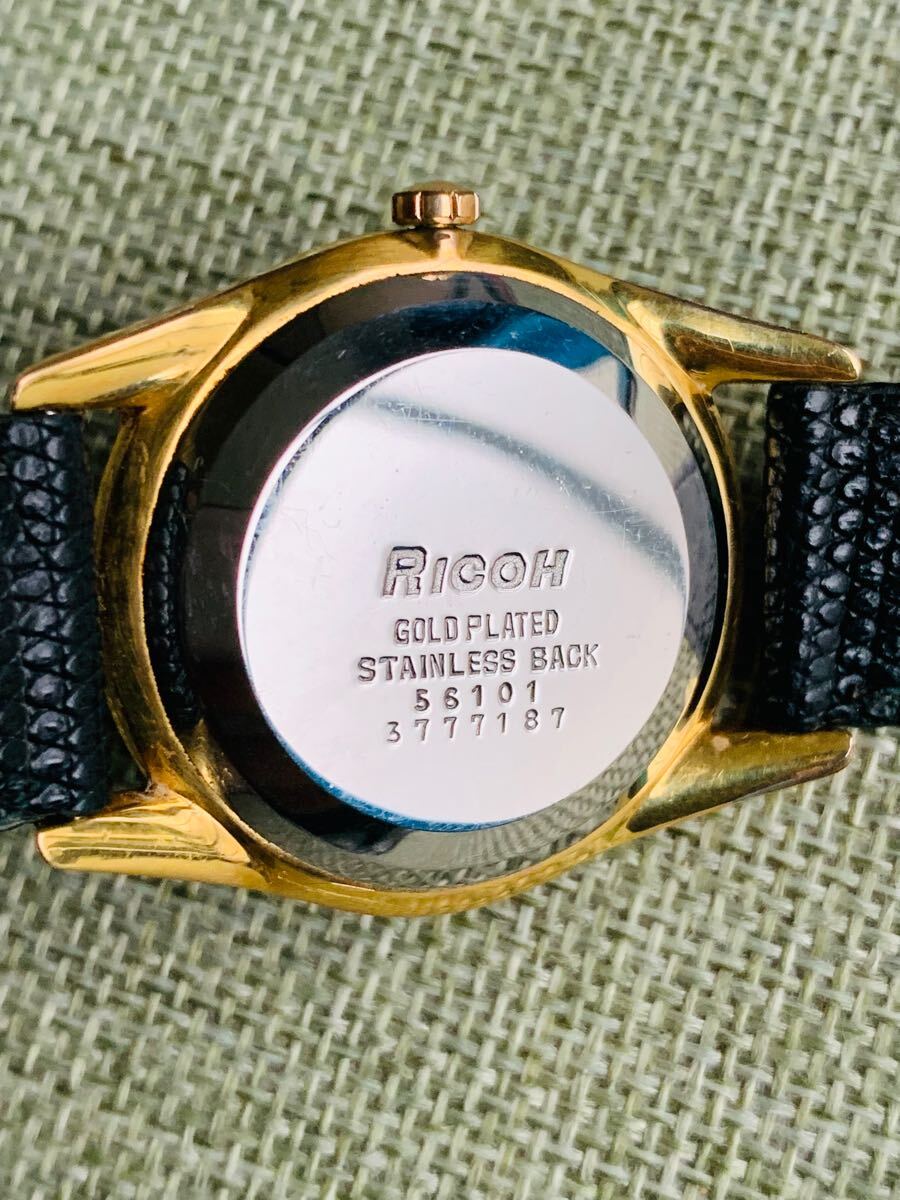 RICOH
GOLD PLATED
STAINLESS BACK
56101
3777187